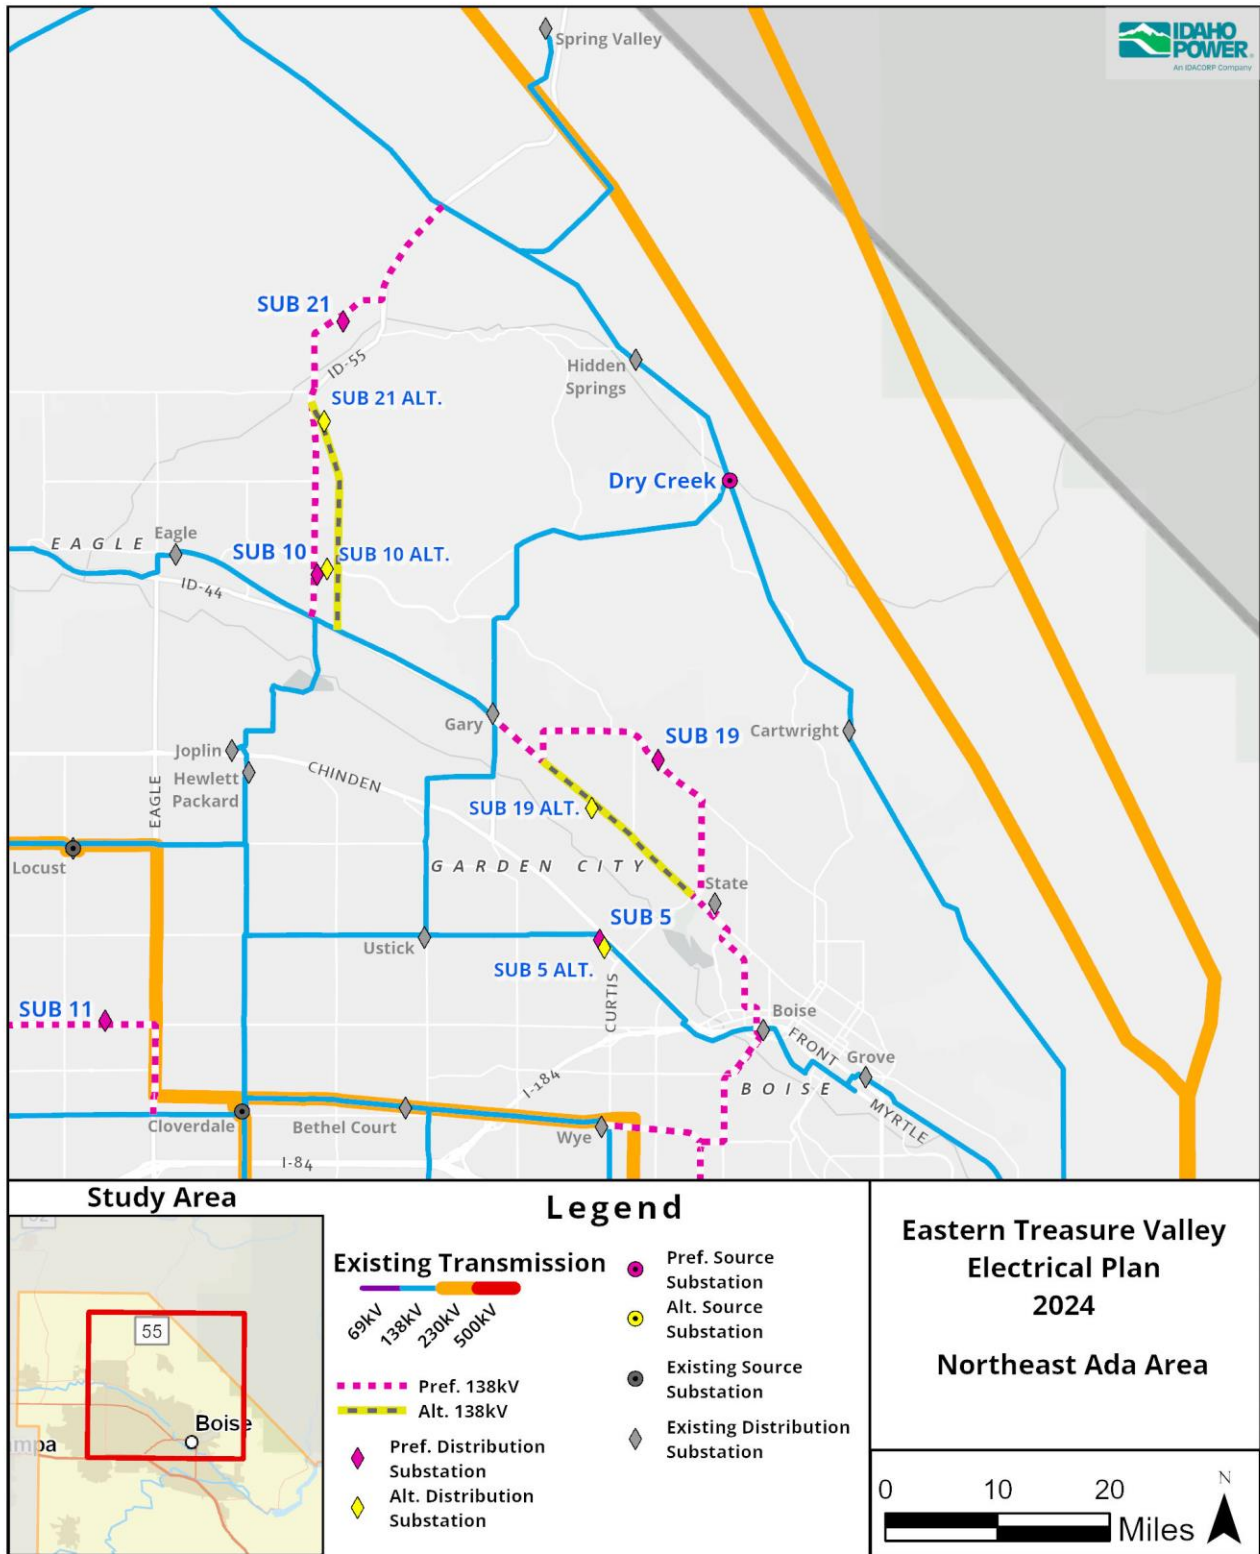 IDAHO
POWER®
An IDACORP Company
Spring Valley
SUB 21
ID-55
Hidden
Springs
SUB 21 ALT.
Dry Creek
EAGLE
Eagle
SUB 10
SUB 10 ALT.
ID-44
Gary
SUB 19
Cartwright
Joplin
Hewlett
Packard
EAGLE
CHINDEN
SUB 19 ALT.
Locust
GARDEN CITY
State
SUB 5
Ustick
SUB 5 ALT.
CURTIS
SUB 11
Boise
FRONT
Grove
I-184
BOISE
MYRTLE
Cloverdale
Bethel Court
Wye
I-84
Study Area
55
Boise
mpa
Legend
Existing Transmission
69kV
138kV
230kV
500kV
Pref. 138kV
Alt. 138kV
Pref. Distribution
Substation
Alt. Distribution
Substation
Pref. Source
Substation
Alt. Source
Substation
Existing Source
Substation
Existing Distribution
Substation
Eastern Treasure Valley
Electrical Plan
2024
Northeast Ada Area
0 10 20
Miles
N